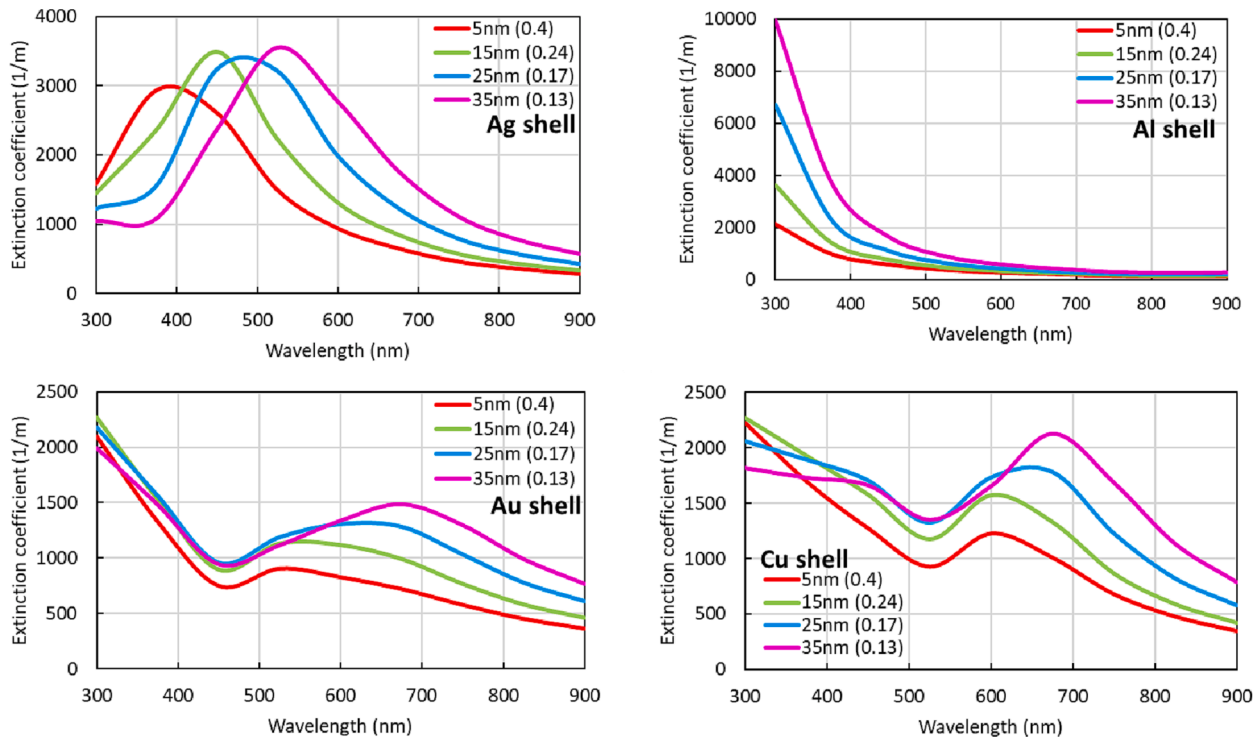 4000
3000
2000
1000
0
Extinction coefficient (1/m)
5nm (0.4)
15nm (0.24)
25nm (0.17)
35nm (0.13)
Ag shell
300 400 500 600 700 800 900
Wavelength (nm)
10000
8000
6000
4000
2000
0
Extinction coefficient (1/m)
5nm (0.4)
15nm (0.24)
25nm (0.17)
35nm (0.13)
Al shell
300 400 500 600 700 800 900
Wavelength (nm)
2500
2000
1500
1000
500
0
Extinction coefficient (1/m)
5nm (0.4)
15nm (0.24)
25nm (0.17)
35nm (0.13)
Au shell
300 400 500 600 700 800 900
Wavelength (nm)
2500
2000
1500
1000
500
0
Extinction coefficient (1/m)
Cu shell
5nm (0.4)
15nm (0.24)
25nm (0.17)
35nm (0.13)
300 400 500 600 700 800 900
Wavelength (nm)